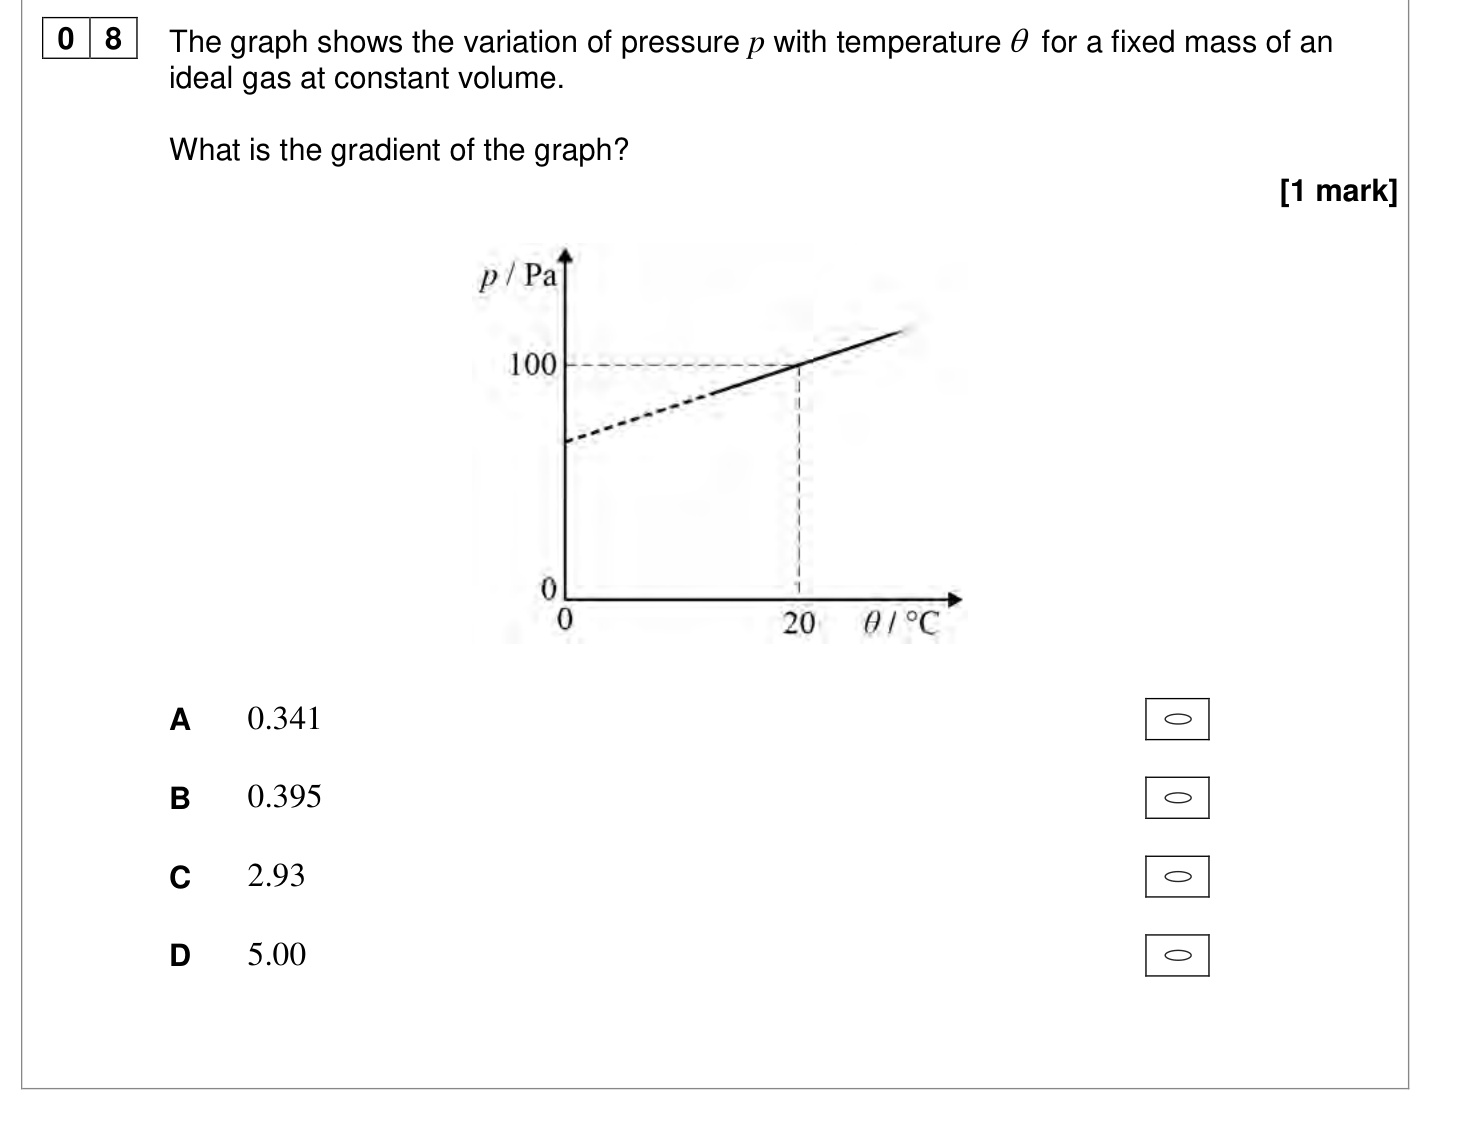 0 8 The graph shows the variation of pressure p with temperature θ for a fixed mass of an
ideal gas at constant volume.
What is the gradient of the graph?
[1 mark]
p / Pa
100
0
0
20
θ / °C
A 0.341
B 0.395
C 2.93
D 5.00